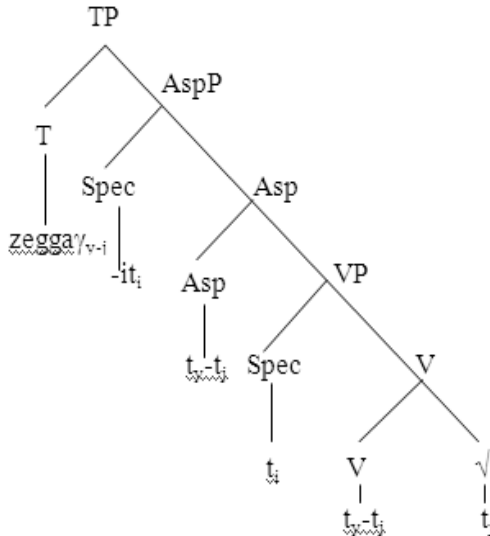 TP
AspP
T
Spec
Asp
zeggaγv-i
-iti
Asp
VP
tv-ti
Spec
V
ti
V
√
tv-ti
t